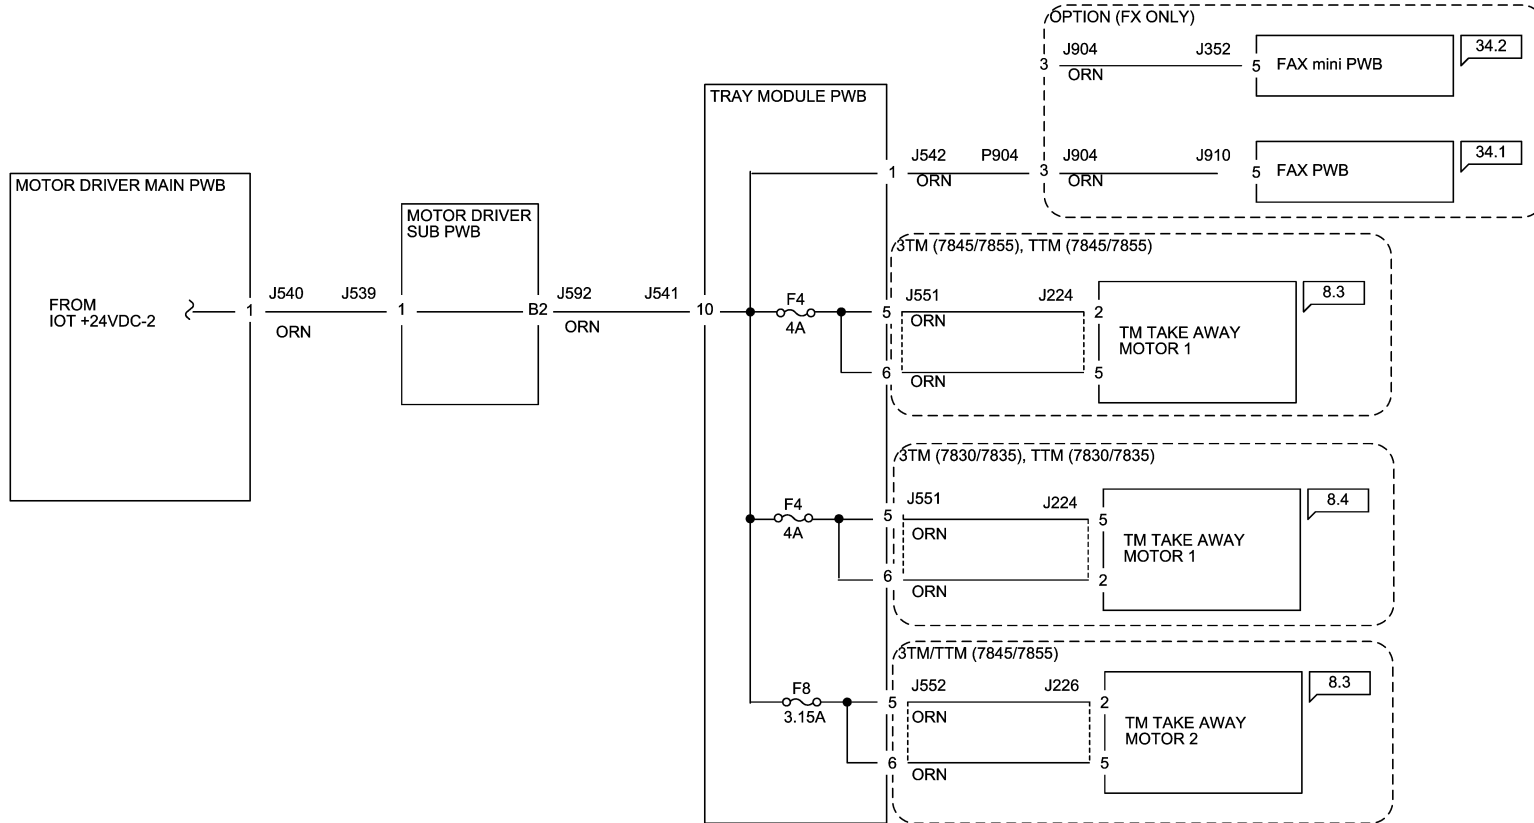 OPTION (FX ONLY)
J904
J352
34.2
3
ORN
5
FAX mini PWB
TRAY MODULE PWB
J542
P904
J904
J910
34.1
1
ORN
3
ORN
5
FAX PWB
MOTOR DRIVER MAIN PWB
MOTOR DRIVER
SUB PWB
3TM (7845/7855), TTM (7845/7855)
FROM
IOT +24VDC-2
1
J540
J539
ORN
1
B2
J592
J541
ORN
10
F4
4A
5
J551
J224
ORN
2
TM TAKE AWAY
MOTOR 1
8.3
6
ORN
5
3TM (7830/7835), TTM (7830/7835)
F4
4A
5
J551
J224
ORN
5
TM TAKE AWAY
MOTOR 1
8.4
6
ORN
2
3TM/TTM (7845/7855)
F8
3.15A
5
J552
J226
ORN
2
TM TAKE AWAY
MOTOR 2
8.3
6
ORN
5